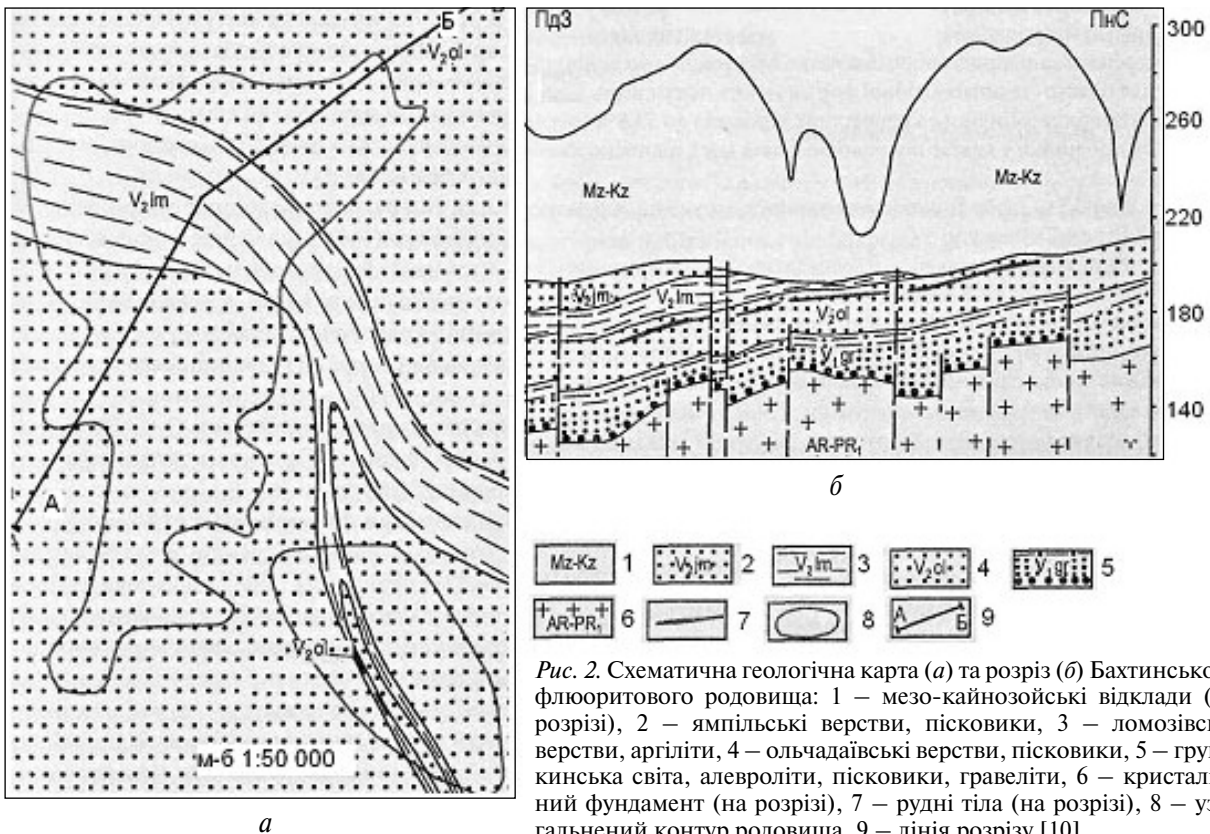 Б
V₂ol
V₂lm
А
V₂ol
м-б 1:50 000
а
ПдЗ
ПнС
300
260
220
180
140
Mz-Kz
Mz-Kz
V₂jm
V₂lm
V₂ol
V₁gr
AR-PR₁
б
Mz-Kz 1
V₂jm 2
V₂lm 3
V₂ol 4
V₁gr 5
AR-PR₁ 6
7
8
А Б 9
Рис. 2. Схематична геологічна карта (а) та розріз (б) Бахтинсько
флюоритового родовища: 1 – мезо-кайнозойські відклади (
розрізі), 2 – ямпільські верстви, пісковики, 3 – ломозівс
верстви, аргіліти, 4 – ольчадаївські верстви, пісковики, 5 – гру
кинська світа, алевроліти, пісковики, гравеліти, 6 – кристалі
ний фундамент (на розрізі), 7 – рудні тіла (на розрізі), 8 – уз
гальнений контур родовища, 9 – лінія розрізу [10]